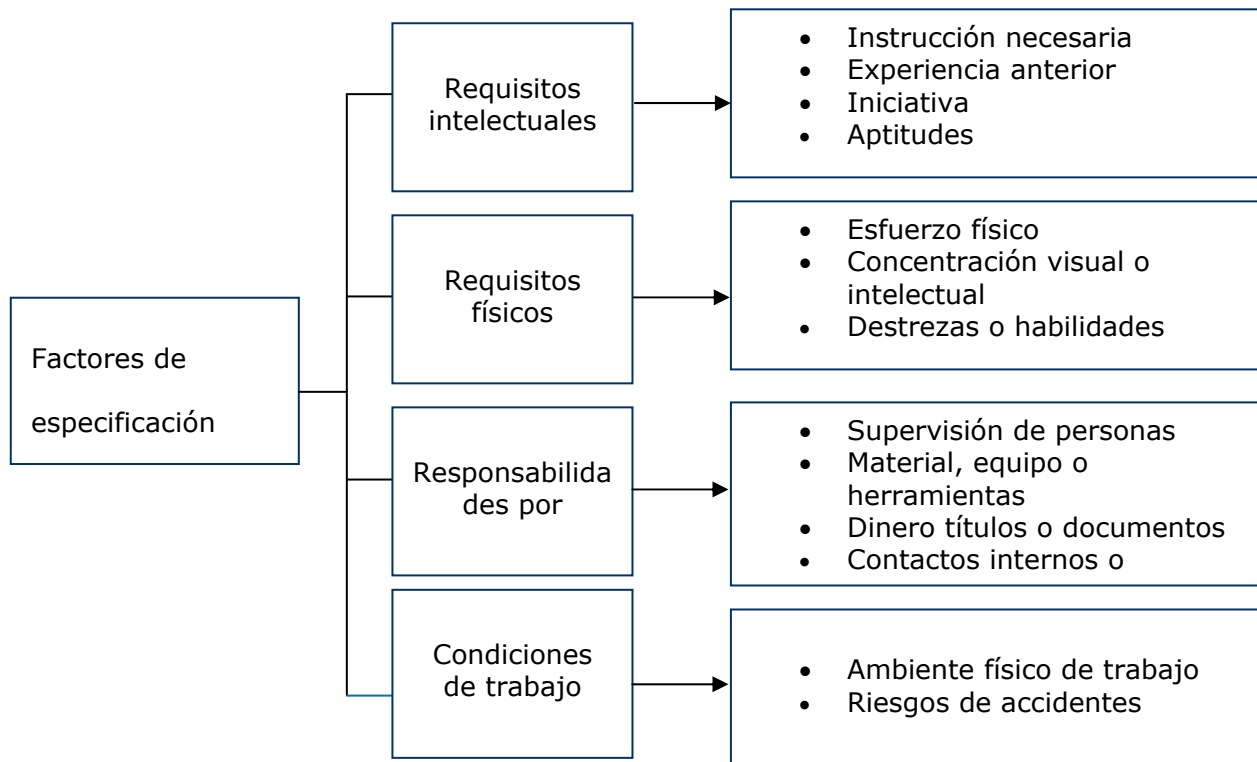 Factores de
especificación
Requisitos
intelectuales
• Instrucción necesaria
• Experiencia anterior
• Iniciativa
• Aptitudes
Requisitos
físicos
• Esfuerzo físico
• Concentración visual o
intelectual
• Destrezas o habilidades
Responsabilida
des por
• Supervisión de personas
• Material, equipo o
herramientas
• Dinero títulos o documentos
• Contactos internos o
Condiciones
de trabajo
• Ambiente físico de trabajo
• Riesgos de accidentes